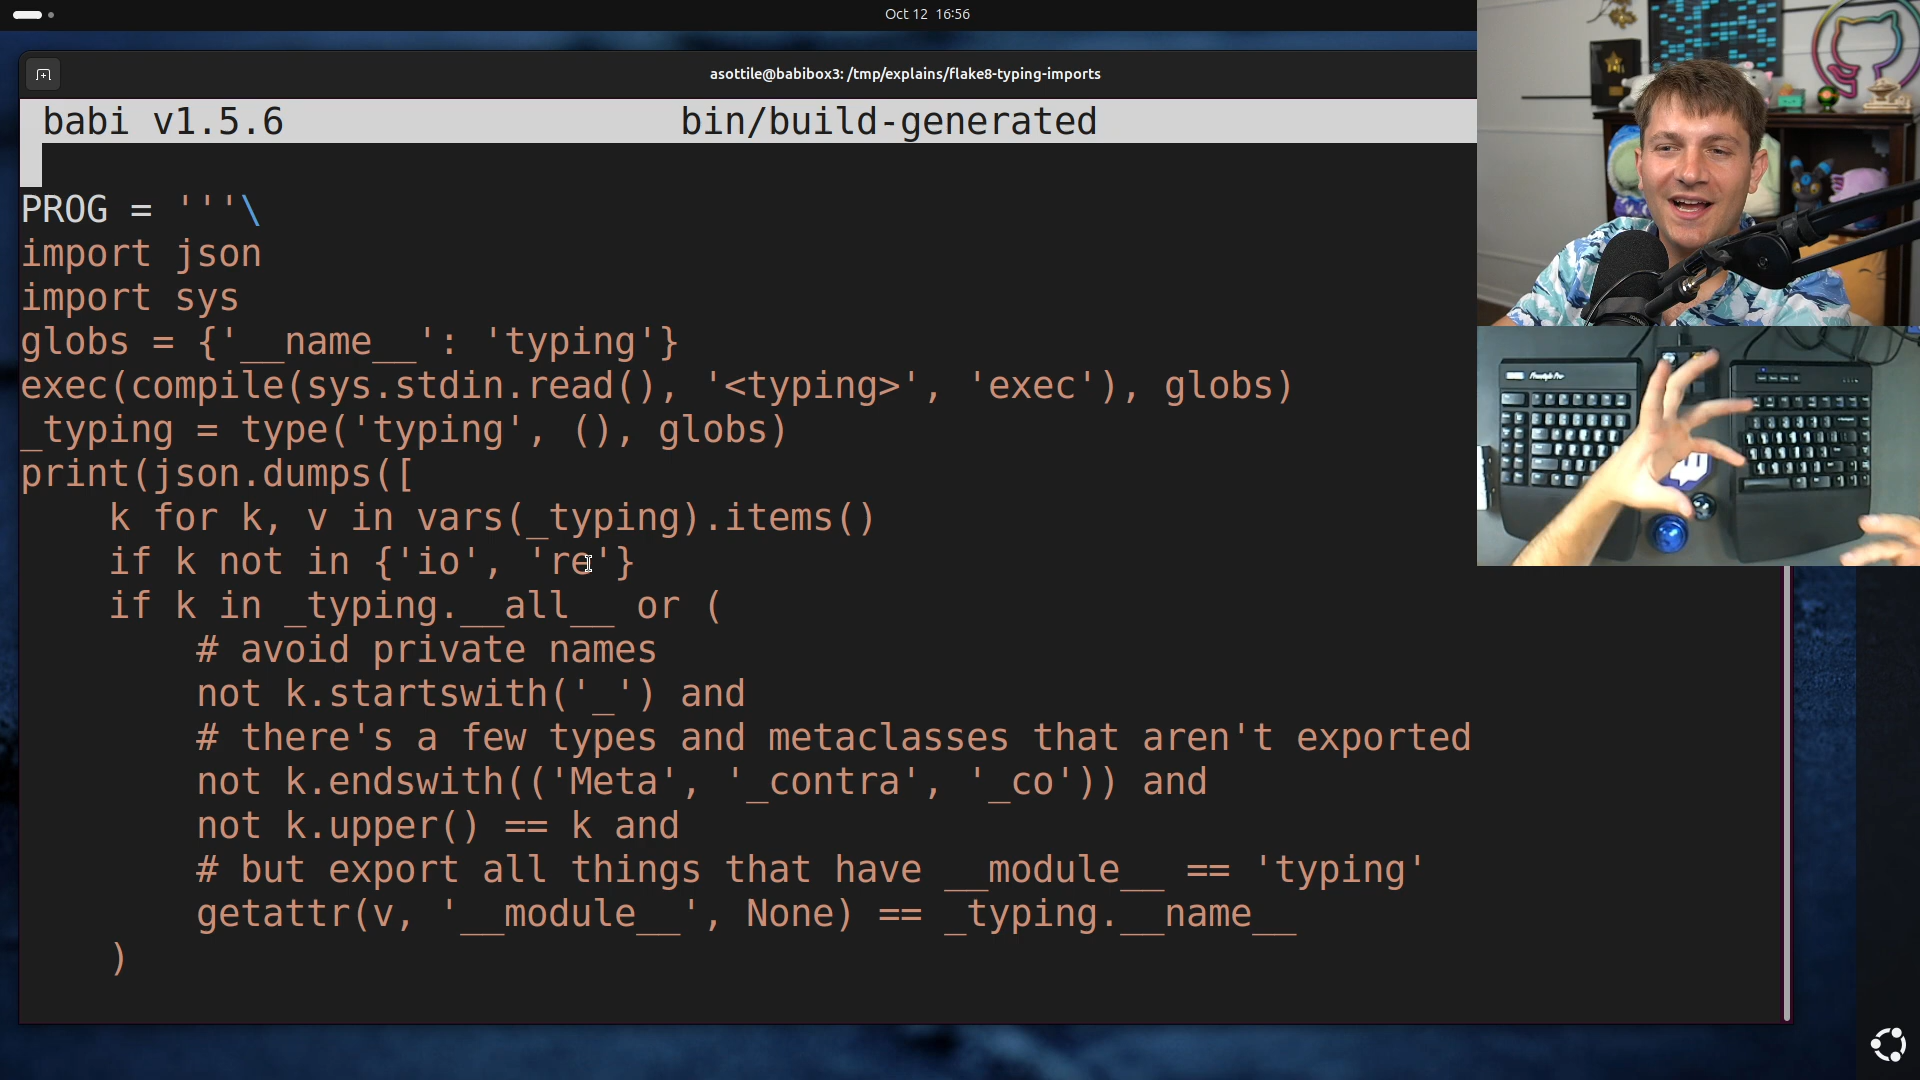 Oct 12 16:56
asottile@babibox3: /tmp/explains/flake8-typing-imports
babi v1.5.6 bin/build-generated
PROG = '''\
import json
import sys
globs = {'__name__': 'typing'}
exec(compile(sys.stdin.read(), '<typing>', 'exec'), globs)
_typing = type('typing', (), globs)
print(json.dumps([
    k for k, v in vars(_typing).items()
    if k not in {'io', 're'}
    if k in _typing.__all__ or (
        # avoid private names
        not k.startswith('_') and
        # there's a few types and metaclasses that aren't exported
        not k.endswith(('Meta', '_contra', '_co')) and
        not k.upper() == k and
        # but export all things that have __module__ == 'typing'
        getattr(v, '__module__', None) == _typing.__name__
    )